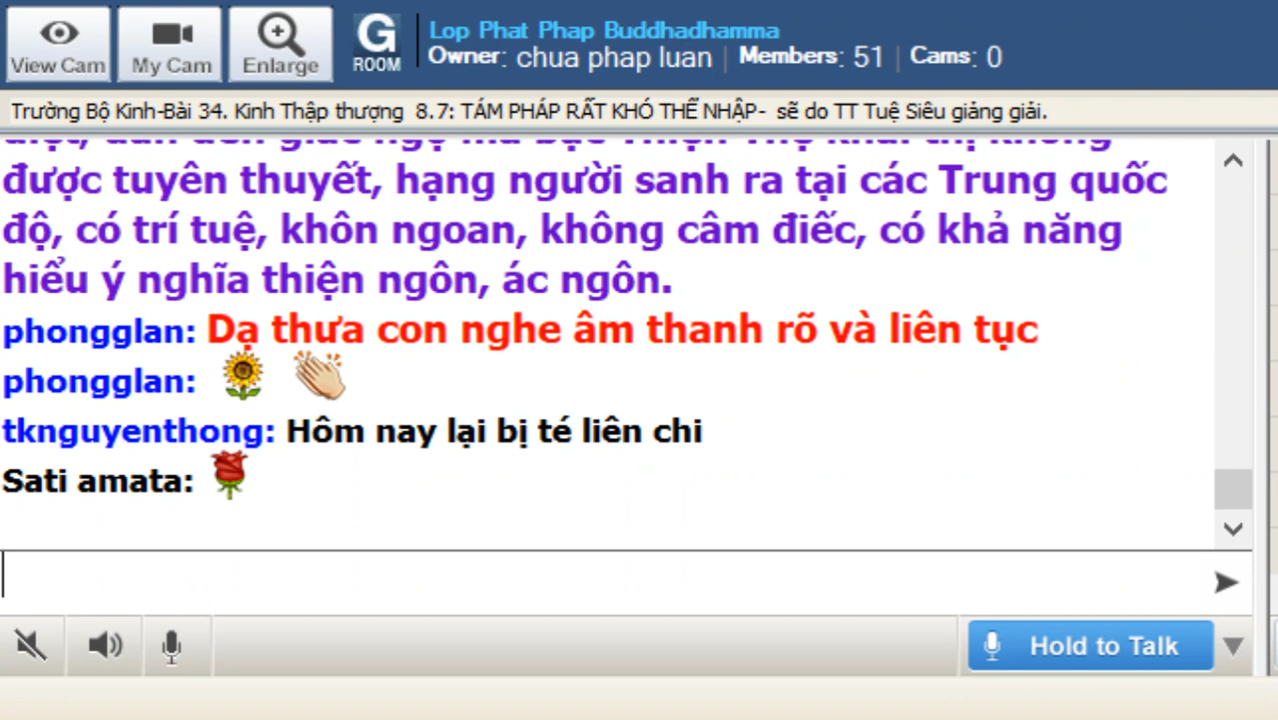 View Cam
My Cam
Enlarge
G
ROOM
Lop Phat Phap Buddhadhamma
Owner: chua phap luan | Members: 51 | Cams: 0
Trường Bộ Kinh-Bài 34. Kinh Thập thượng 8.7: TÁM PHÁP RẤT KHÓ THỂ NHẬP- sẽ do TT Tuệ Siêu giảng giải.
được tuyên thuyết, hạng người sanh ra tại các Trung quốc
độ, có trí tuệ, khôn ngoan, không câm điếc, có khả năng
hiểu ý nghĩa thiện ngôn, ác ngôn.
phongglan: Dạ thưa con nghe âm thanh rõ và liên tục
phongglan:
tknguyenthong: Hôm nay lại bị té liên chi
Sati amata:
Hold to Talk